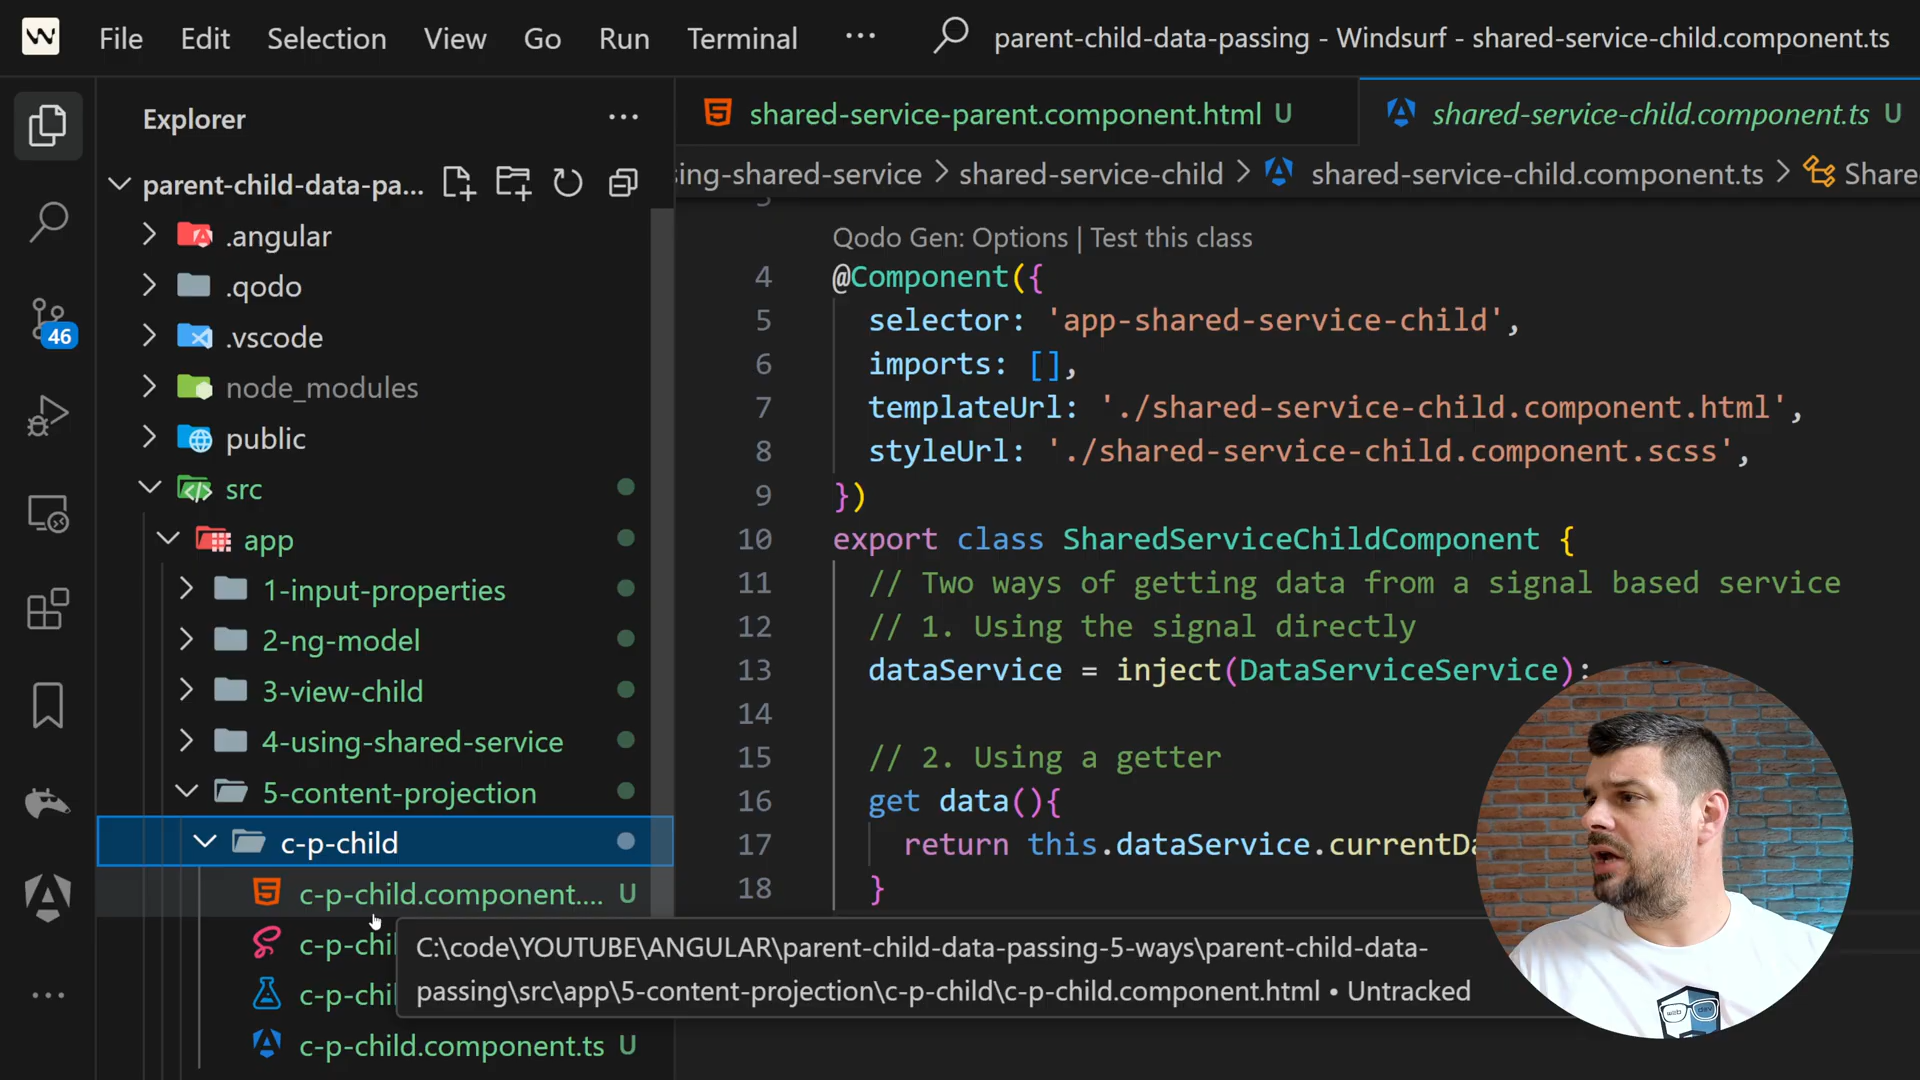 File Edit Selection View Go Run Terminal ··· parent-child-data-passing - Windsurf - shared-service-child.component.ts
Explorer
parent-child-data-pa...
.angular
.qodo
.vscode
node_modules
public
src
app
1-input-properties
2-ng-model
3-view-child
4-using-shared-service
5-content-projection
c-p-child
c-p-child.component.... U
c-p-chi
c-p-chi
c-p-child.component.ts U
46
shared-service-parent.component.html U
shared-service-child.component.ts U
ing-shared-service > shared-service-child > shared-service-child.component.ts > Share
Qodo Gen: Options | Test this class
4 @Component({
5 selector: 'app-shared-service-child',
6 imports: [],
7 templateUrl: './shared-service-child.component.html',
8 styleUrl: './shared-service-child.component.scss',
9 })
10 export class SharedServiceChildComponent {
11 // Two ways of getting data from a signal based service
12 // 1. Using the signal directly
13 dataService = inject(DataServiceService);
14
15 // 2. Using a getter
16 get data(){
17 return this.dataService.currentDa
18 }
C:\code\YOUTUBE\ANGULAR\parent-child-data-passing-5-ways\parent-child-data-
passing\src\app\5-content-projection\c-p-child\c-p-child.component.html • Untracked